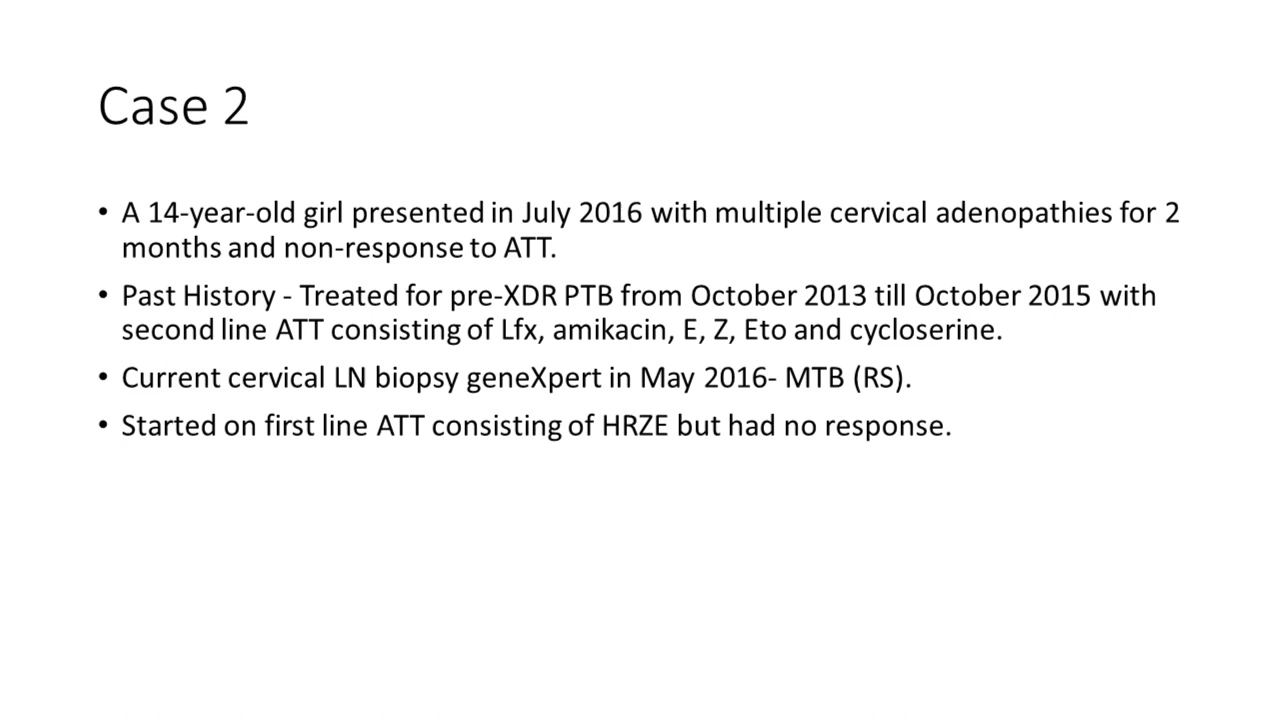 Case 2
• A 14-year-old girl presented in July 2016 with multiple cervical adenopathies for 2
months and non-response to ATT.
• Past History - Treated for pre-XDR PTB from October 2013 till October 2015 with
second line ATT consisting of Lfx, amikacin, E, Z, Eto and cycloserine.
• Current cervical LN biopsy geneXpert in May 2016- MTB (RS).
• Started on first line ATT consisting of HRZE but had no response.